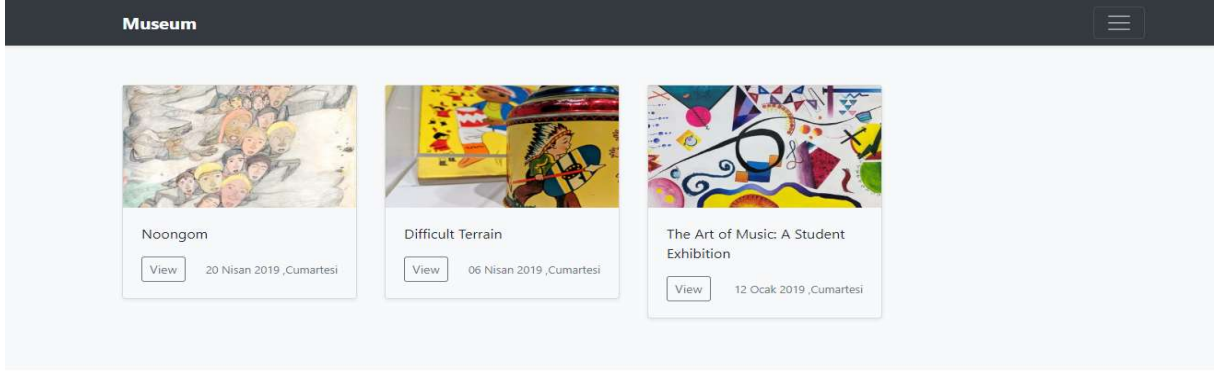 Museum
Noongom
View 20 Nisan 2019 ,Cumartesi
Difficult Terrain
View 06 Nisan 2019 ,Cumartesi
The Art of Music: A Student
Exhibition
View 12 Ocak 2019 ,Cumartesi